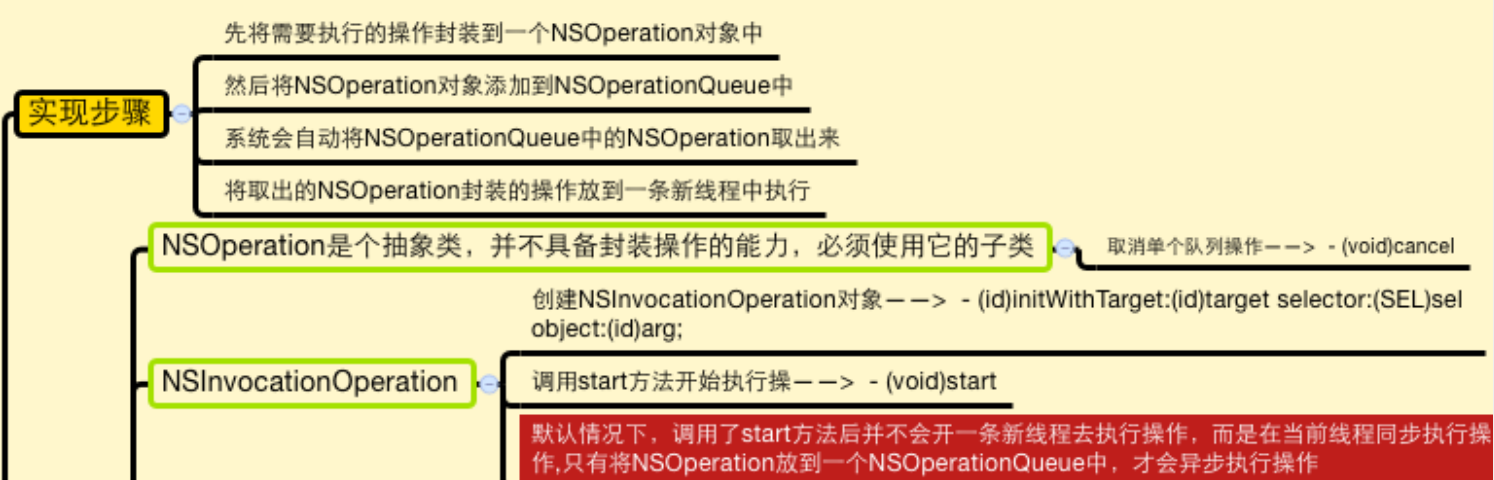 先将需要执行的操作封装到一个NSOperation对象中
然后将NSOperation对象添加到NSOperationQueue中
实现步骤
系统会自动将NSOperationQueue中的NSOperation取出来
将取出的NSOperation封装的操作放到一条新线程中执行
NSOperation是个抽象类，并不具备封装操作的能力，必须使用它的子类
取消单个队列操作——> - (void)cancel
创建NSInvocationOperation对象——> - (id)initWithTarget:(id)target selector:(SEL)sel
object:(id)arg;
NSInvocationOperation
调用start方法开始执行操——> - (void)start
默认情况下，调用了start方法后并不会开一条新线程去执行操作，而是在当前线程同步执行操
作,只有将NSOperation放到一个NSOperationQueue中，才会异步执行操作